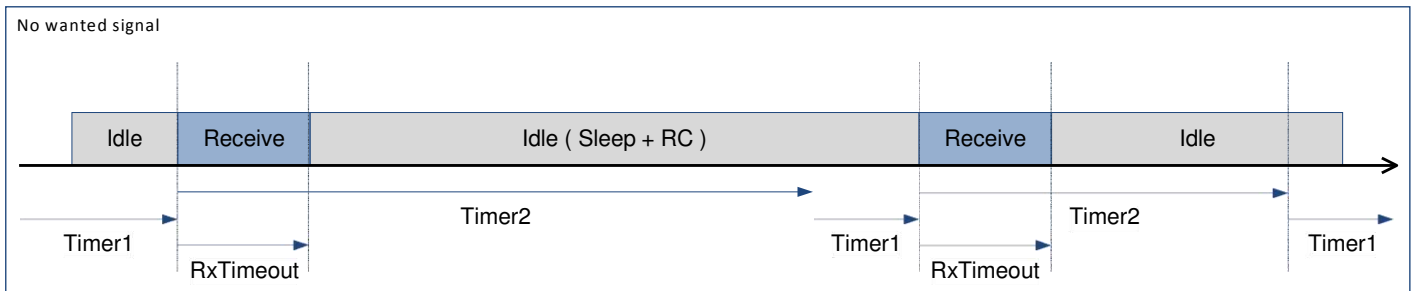 No wanted signal
Idle Receive Idle ( Sleep + RC ) Receive Idle
Timer2 Timer2
Timer1 Timer1 Timer1
RxTimeout RxTimeout